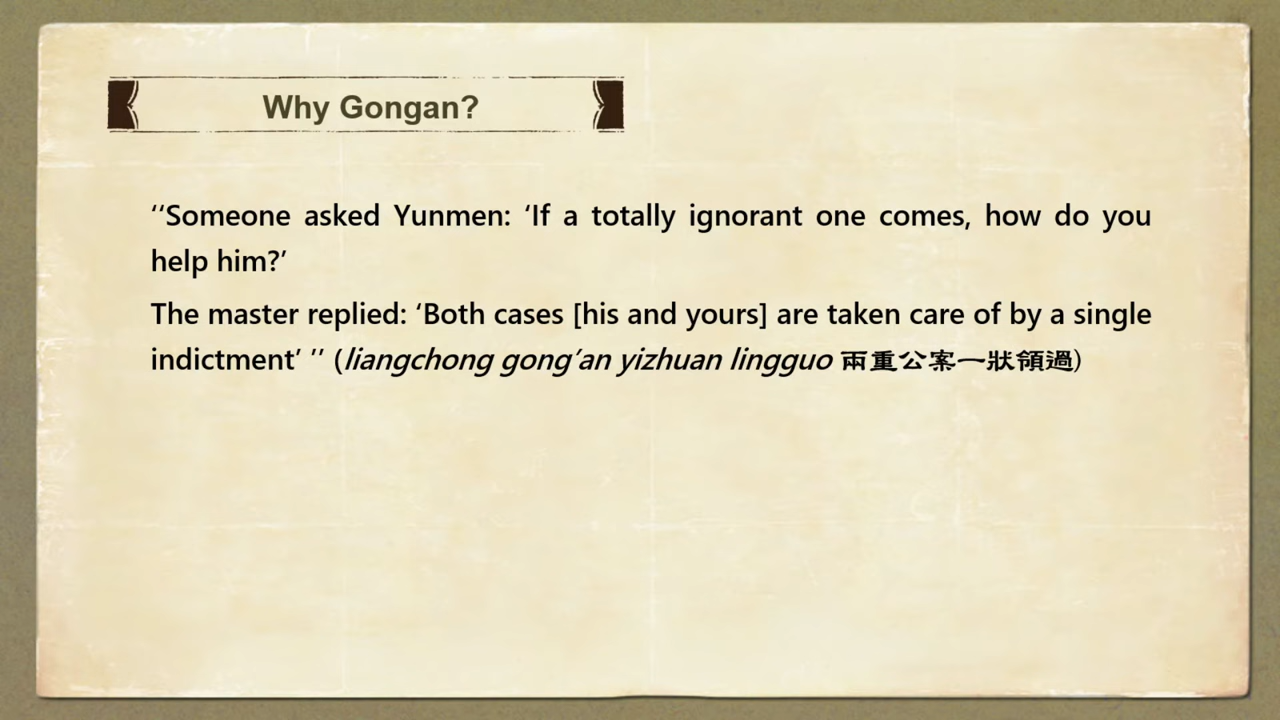 Why Gongan?
‘‘Someone asked Yunmen: ‘If a totally ignorant one comes, how do you
help him?’
The master replied: ‘Both cases [his and yours] are taken care of by a single
indictment’ ’’ (liangchong gong’an yizhuan lingguo 兩重公案一狀領過)